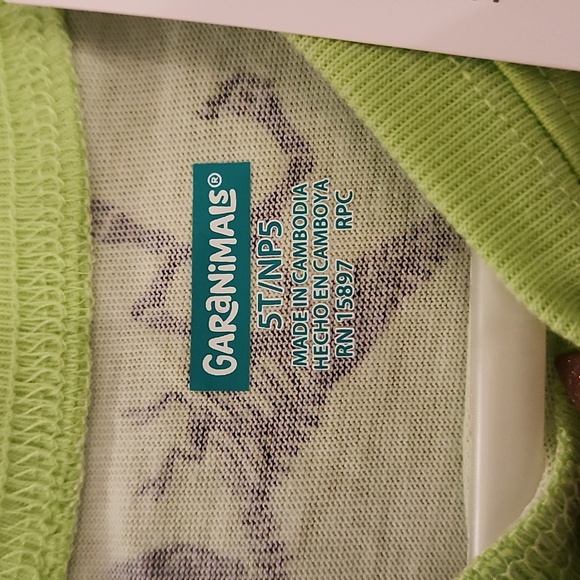 GARANiMALS®
5T/NP5
MADE IN CAMBODIA
HECHO EN CAMBOYA
RN 15897 RPC